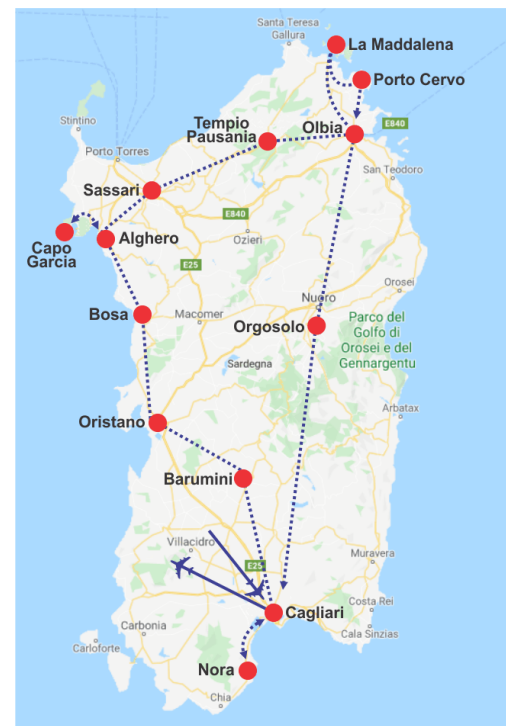 Santa Teresa
Gallura
La Maddalena
Porto Cervo
Stintino
Tempio
Pausania
Olbia
E840
Porto Torres
San Teodoro
Sassari
E840
Capo
Garcia
Alghero
Ozieri
E25
Orosei
Nuoro
Bosa
Macomer
Orgosolo
Parco del
Golfo di
Orosei e del
Gennargentu
Sardegna
Arbatax
Oristano
Barumini
Villacidro
Muravera
E25
Costa Rei
Cagliari
Carbonia
Cala Sinzias
Carloforte
Nora
Chia